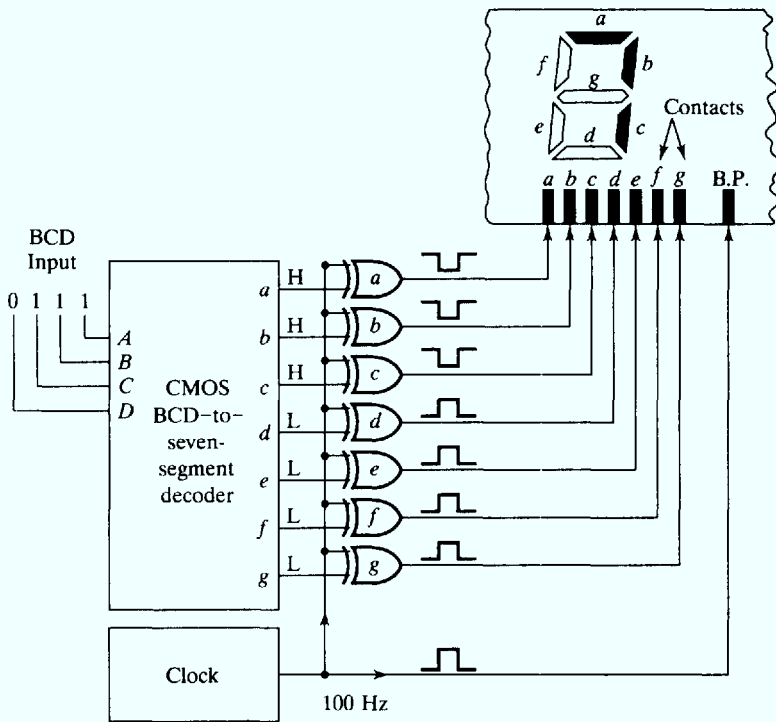 a
f
b
g
e
d
c
Contacts
a b c d e f g B.P.
BCD
Input
0 1 1 1
A
B
C
D
CMOS
BCD–to–
seven-
segment
decoder
a H a
b H b
c H c
d L d
e L e
f L f
g L g
Clock
100 Hz